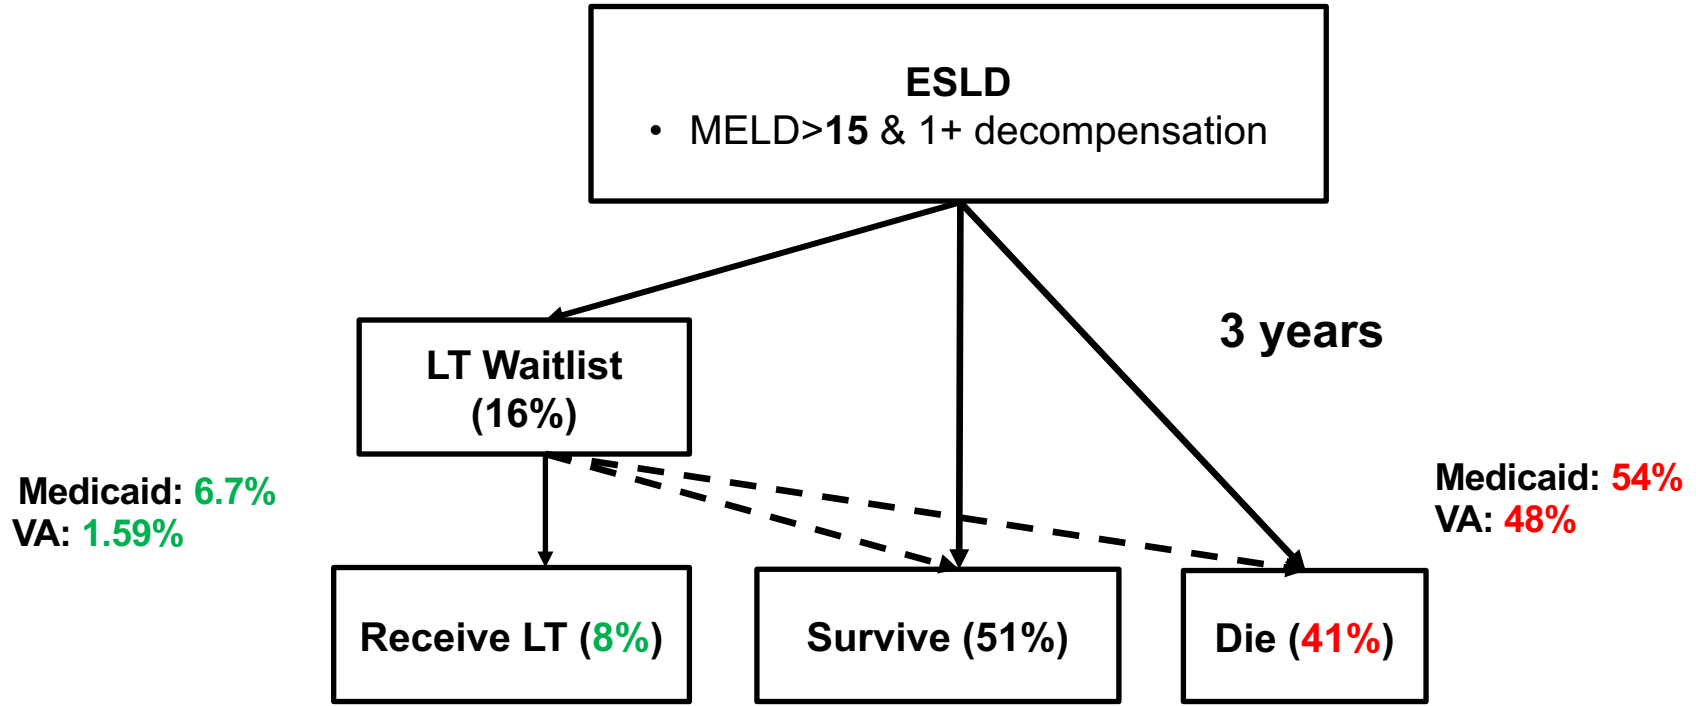 ESLD
• MELD>15 & 1+ decompensation
3 years
LT Waitlist
(16%)
Medicaid: 6.7%
VA: 1.59%
Medicaid: 54%
VA: 48%
Receive LT (8%)
Survive (51%)
Die (41%)